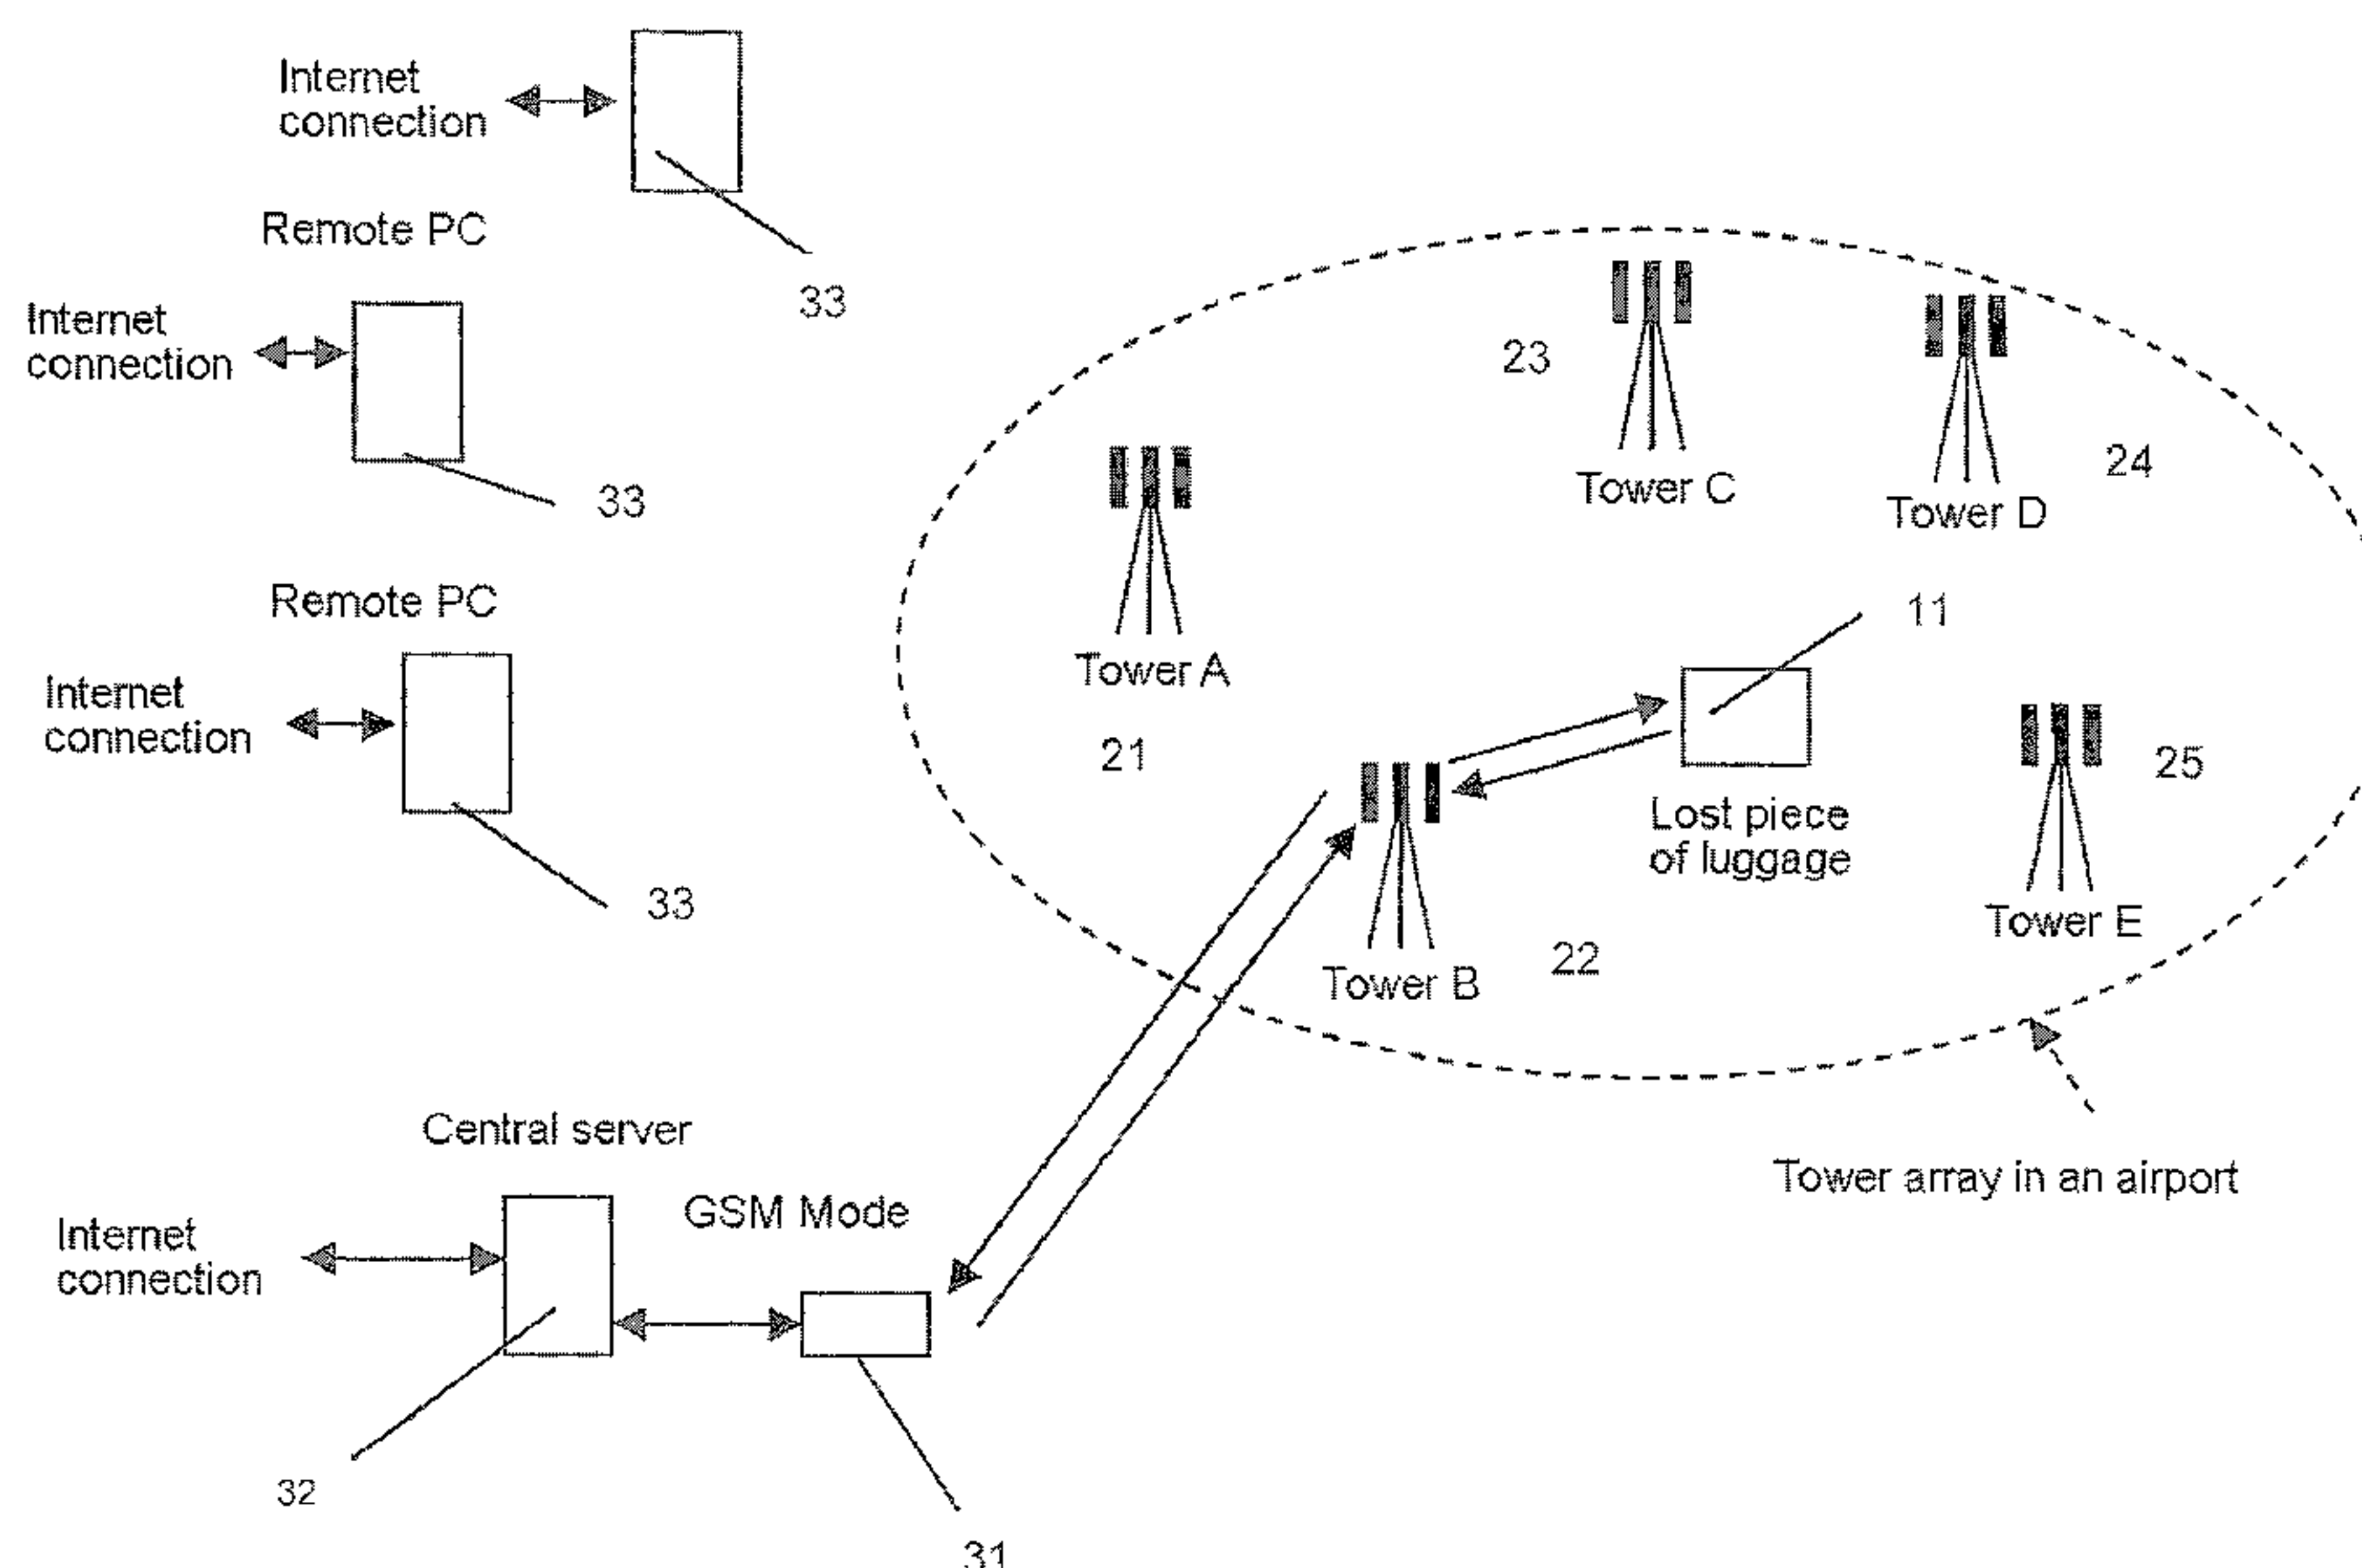 Internet
connection
33
Remote PC
Internet
connection
33
Remote PC
Internet
connection
33
23
Tower C
24
Tower D
Tower A
21
11
Lost piece
of luggage
25
Tower E
22
Tower B
Tower array in an airport
Central server
GSM Mode
Internet
connection
32
31